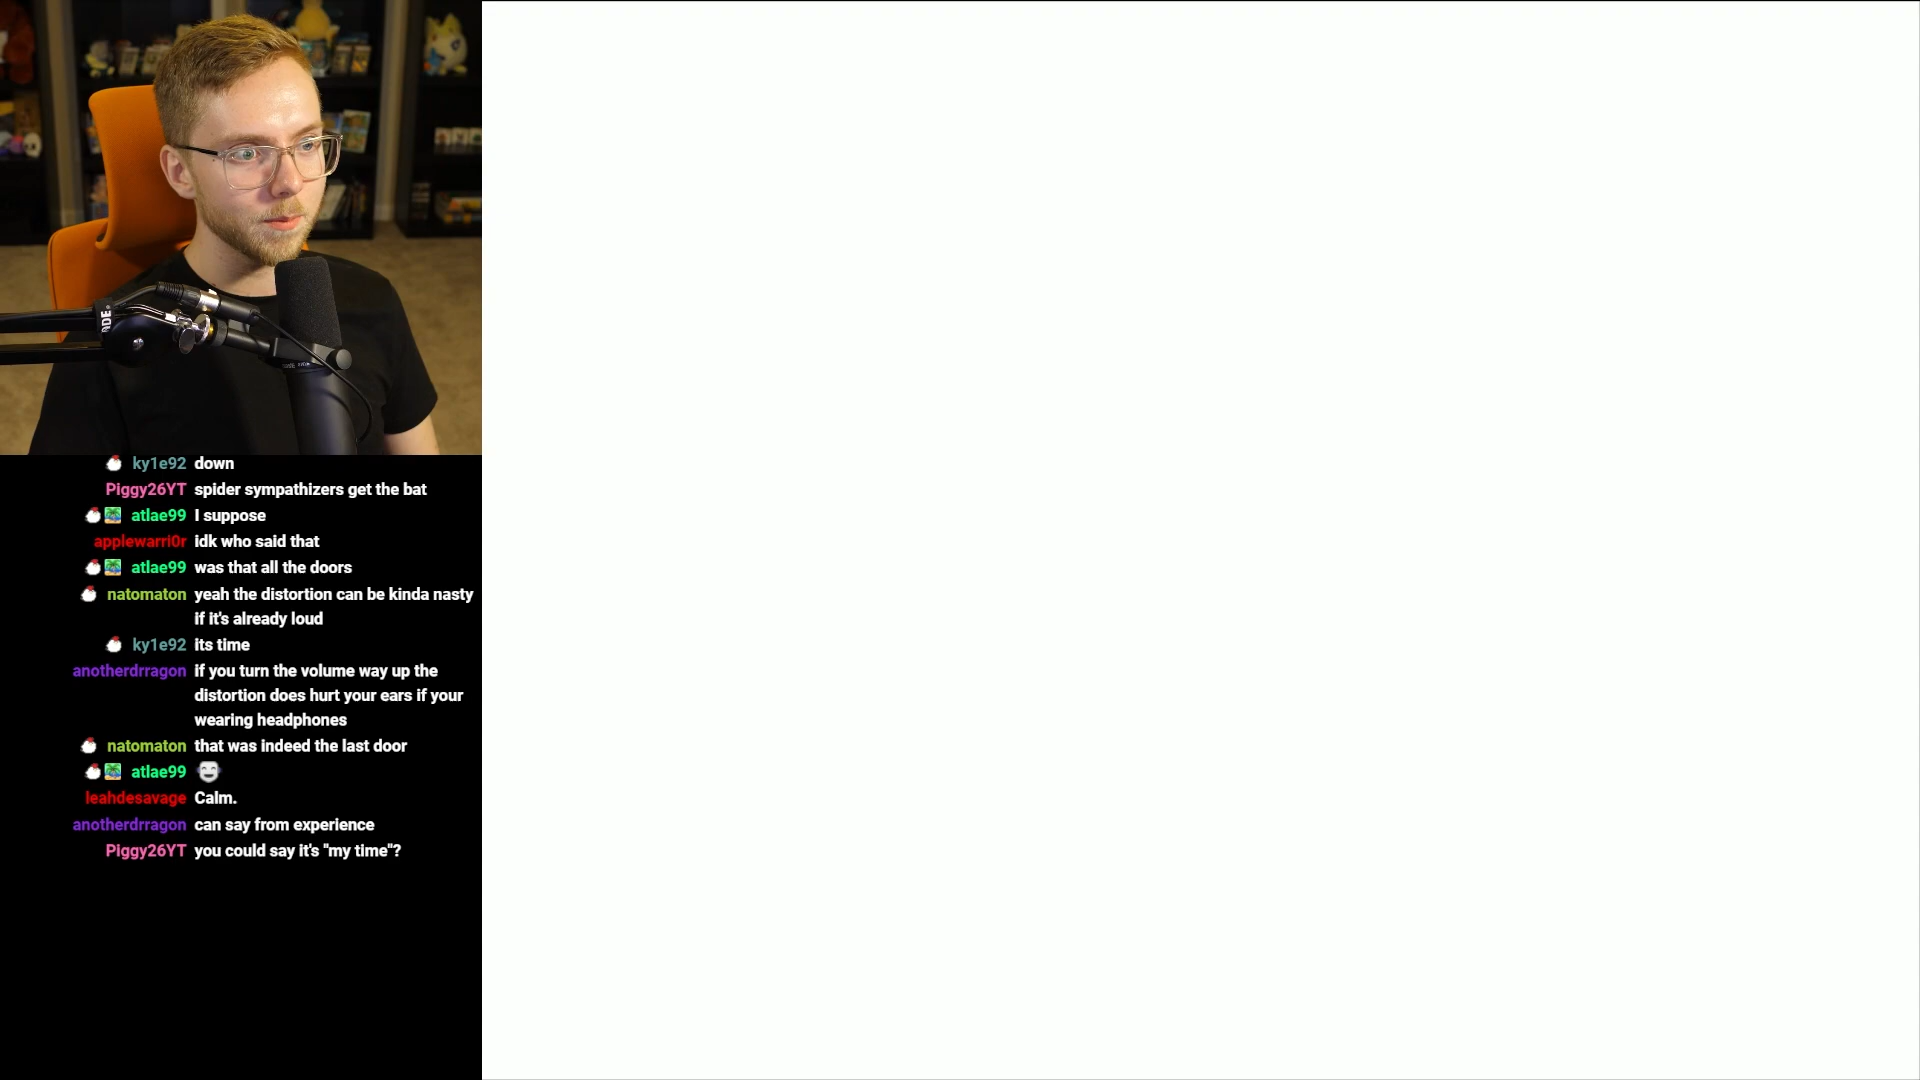 ky1e92 down
Piggy26YT spider sympathizers get the bat
atlae99 I suppose
applewarri0r idk who said that
atlae99 was that all the doors
natomaton yeah the distortion can be kinda nasty
if it's already loud
ky1e92 its time
anotherdrragon if you turn the volume way up the
distortion does hurt your ears if your
wearing headphones
natomaton that was indeed the last door
atlae99
leahdesavage Calm.
anotherdrragon can say from experience
Piggy26YT you could say it's "my time"?